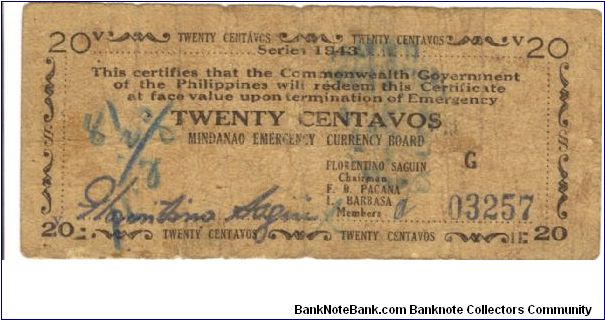 20 V TWENTY CENTAVOS TWENTY CENTAVOS V 20
Series 1943
This certifies that the Commonwealth Government
of the Philippines will redeem this Certificate
at face value upon termination of Emergency
TWENTY CENTAVOS
MINDANAO EMERGENCY CURRENCY BOARD
FLORENTINO SAGUIN
Chairman
F. D. PACANA
I. BARBASA
Members
G
03257
Florentino Saguin
20 TWENTY CENTAVOS TWENTY CENTAVOS 20
BankNoteBank.com Banknote Collectors Community